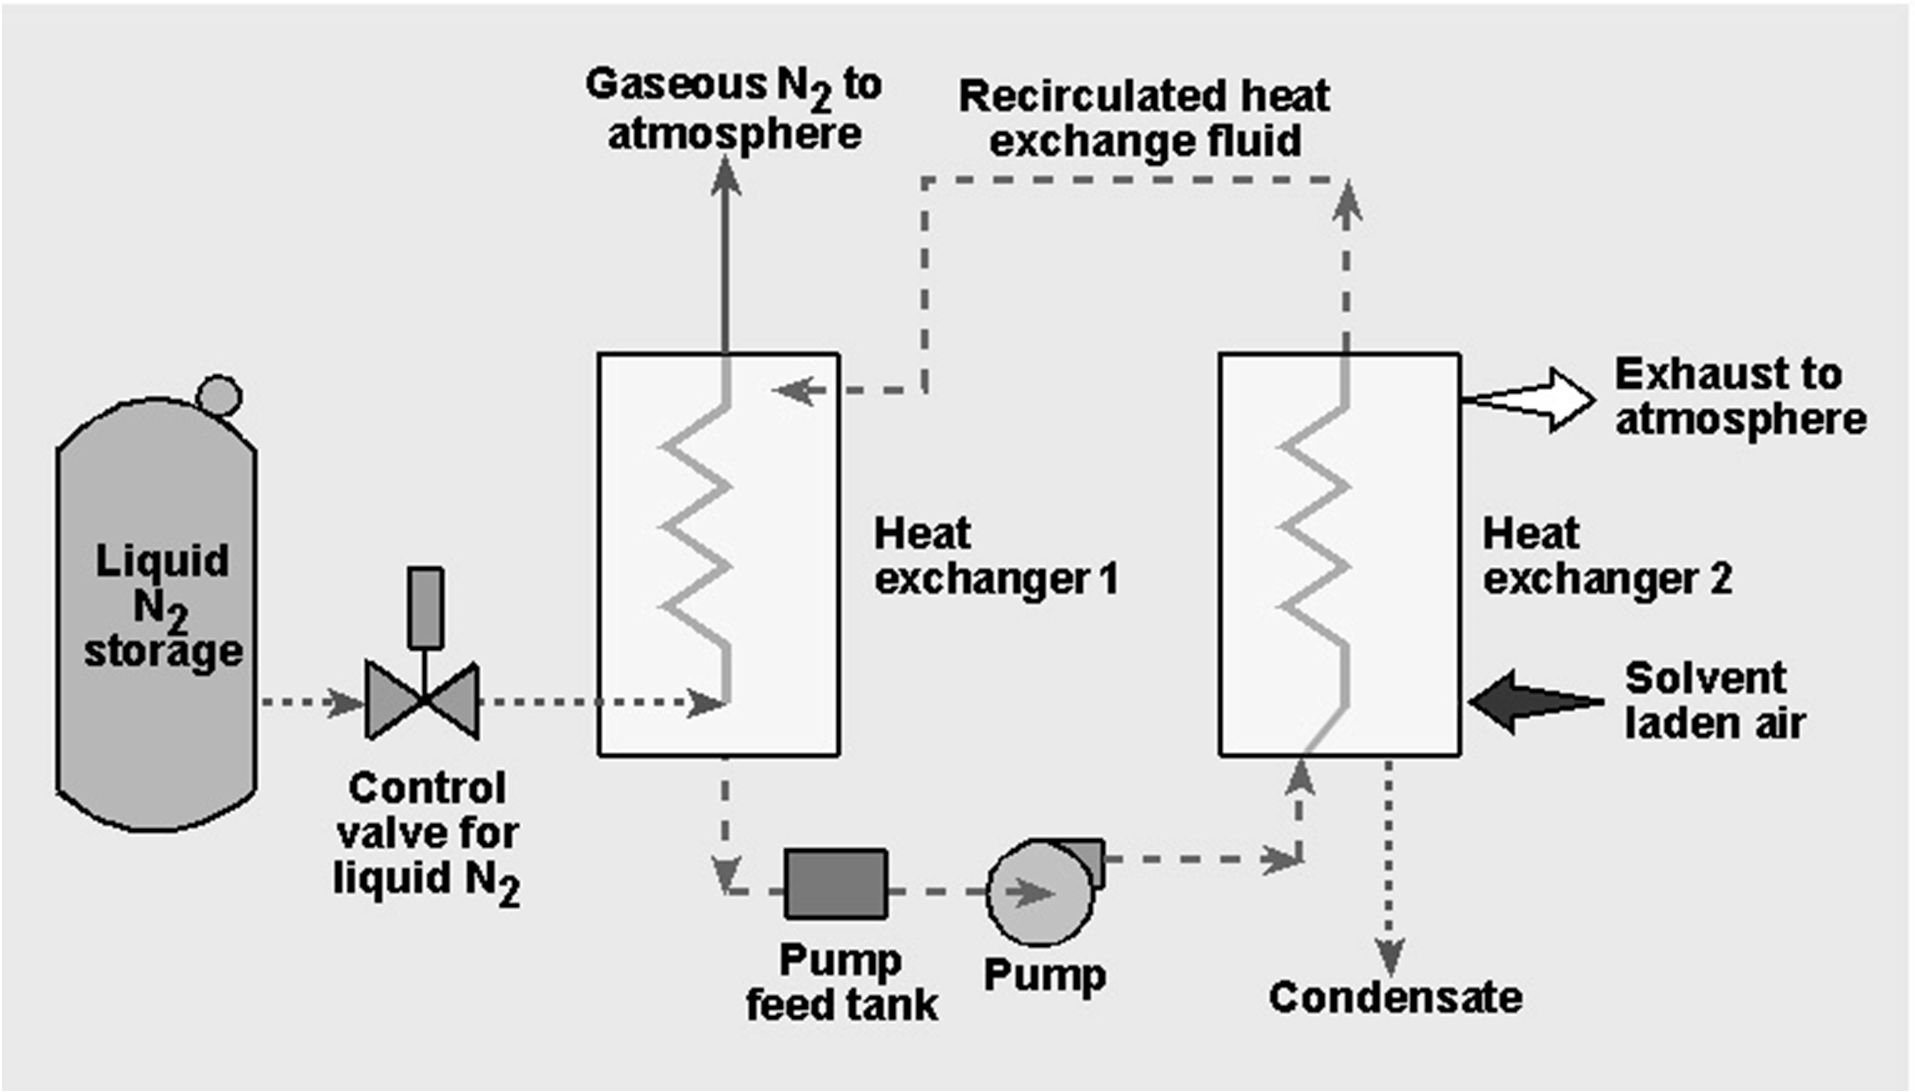 Gaseous N2 to
atmosphere
Recirculated heat
exchange fluid
Exhaust to
atmosphere
Liquid
N2
storage
Heat
exchanger 1
Heat
exchanger 2
Solvent
laden air
Control
valve for
liquid N2
Pump
feed tank
Pump
Condensate